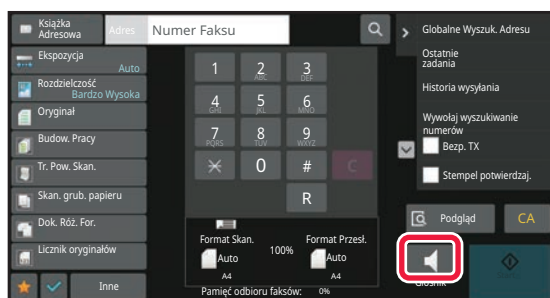 Książka
Adresowa
Adres
Numer Faksu
Globalne Wyszuk. Adresu
Ekspozycja
Auto
Rozdzielczość
Bardzo Wysoka
Oryginał
Budow. Pracy
Tr. Pow. Skan.
Skan. grub. papieru
Dok. Róż. For.
Licznik oryginałów
Inne
1
2
ABC
3
DEF
4
GHI
5
JKL
6
MNO
7
PQRS
8
TUV
9
WXYZ
0
#
C
R
Format Skan.
Auto
A4
100%
Format Przesł.
Auto
A4
Pamięć odbioru faksów: 0%
Ostatnie
zadania
Historia wysyłania
Wywołaj wyszukiwanie
numerów
Bezp. TX
Stempel potwierdzaj.
Podgląd
CA
Głośnik